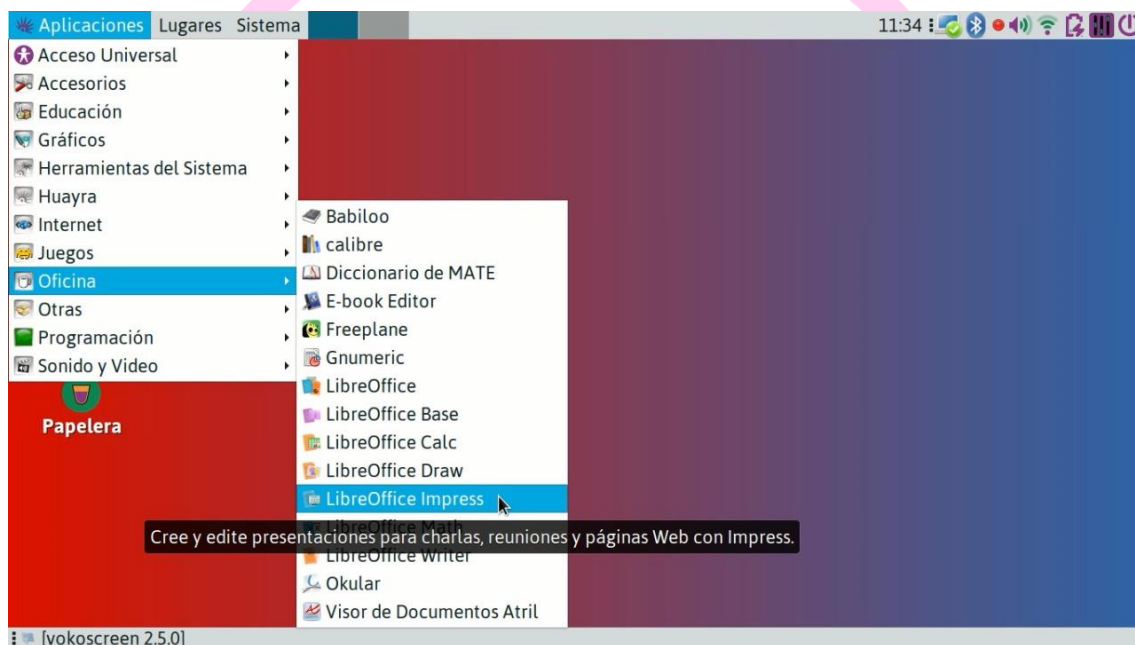 Aplicaciones Lugares Sistema 11:34
Acceso Universal
Accesorios
Educación
Gráficos
Herramientas del Sistema
Huayra
Internet
Juegos
Oficina
Otras
Programación
Sonido y Video
Babiloo
calibre
Diccionario de MATE
E-book Editor
Freeplane
Gnumeric
LibreOffice
LibreOffice Base
LibreOffice Calc
LibreOffice Draw
LibreOffice Impress
LibreOffice Math
Cree y edite presentaciones para charlas, reuniones y páginas Web con Impress.
LibreOffice Writer
Okular
Visor de Documentos Atril
Papelera
[vokoscreen 2.5.0]